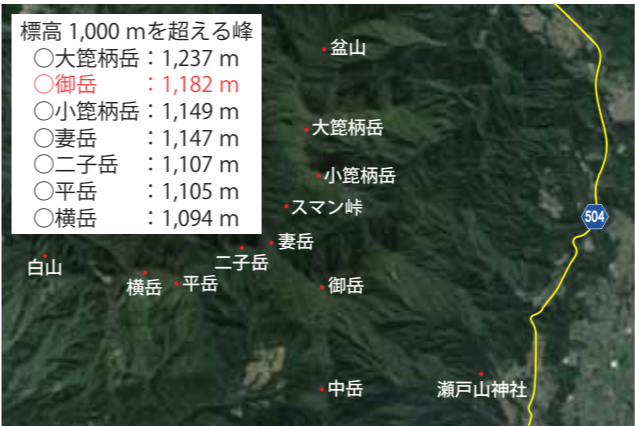 標高 1,000 mを超える峰
○大箆柄岳：1,237 m
○御岳　　：1,182 m
○小箆柄岳：1,149 m
○妻岳　　：1,147 m
○二子岳　：1,107 m
○平岳　　：1,105 m
○横岳　　：1,094 m
盆山
大箆柄岳
小箆柄岳
スマン峠
504
妻岳
二子岳
白山
横岳
平岳
御岳
中岳
瀬戸山神社